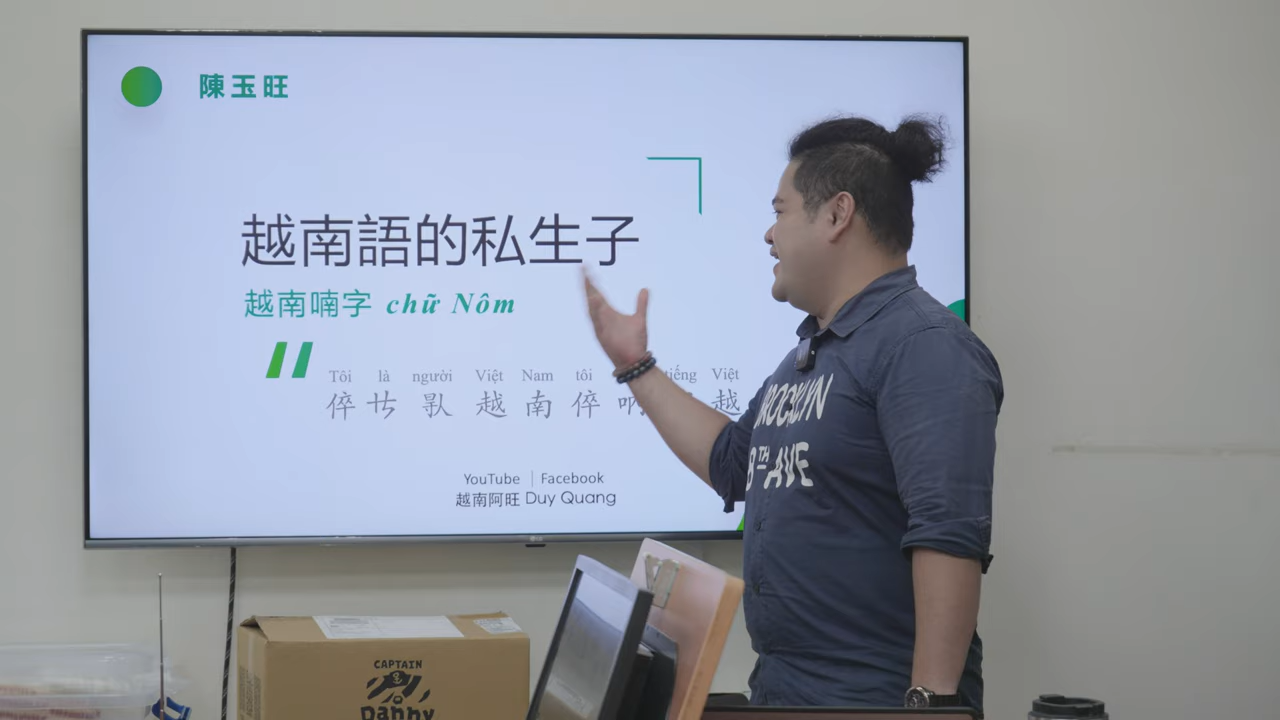 陳玉旺
越南語的私生子
越南喃字 chữ Nôm
Tôi là người Việt Nam tôi tiếng Việt
倅 𱺵 𠊛 越 南 倅 越
YouTube | Facebook
越南阿旺 Duy Quang
BROOKLYN
8TH AVE
CAPTAIN
Danny
LG